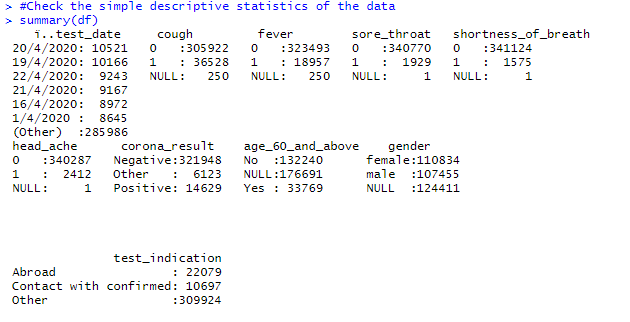 > #Check the simple descriptive statistics of the data
> summary(df)
ï..test_date cough fever sore_throat shortness_of_breath
20/4/2020: 10521 0 :305922 0 :323493 0 :340770 0 :341124
19/4/2020: 10166 1 : 36528 1 : 18957 1 : 1929 1 : 1575
22/4/2020: 9243 NULL: 250 NULL: 250 NULL: 1 NULL: 1
21/4/2020: 9167
16/4/2020: 8972
1/4/2020 : 8645
(Other) :285986
head_ache corona_result age_60_and_above gender
0 :340287 Negative:321948 No :132240 female:110834
1 : 2412 Other : 6123 NULL:176691 male :107455
NULL: 1 Positive: 14629 Yes : 33769 NULL :124411
test_indication
Abroad : 22079
Contact with confirmed: 10697
Other :309924